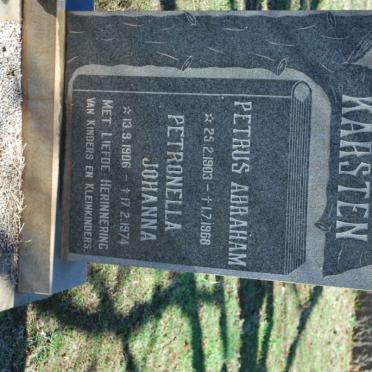 KARSTEN
PETRUS ABRAHAM
☆ 25.2.1903 - ✝ 1.7.1968
PETRONELLA
JOHANNA
☆ 13.9.1906 - ✝ 17.2.1974
MET LIEFDE HERINNERING
VAN KINDERS EN KLEINKINDERS.